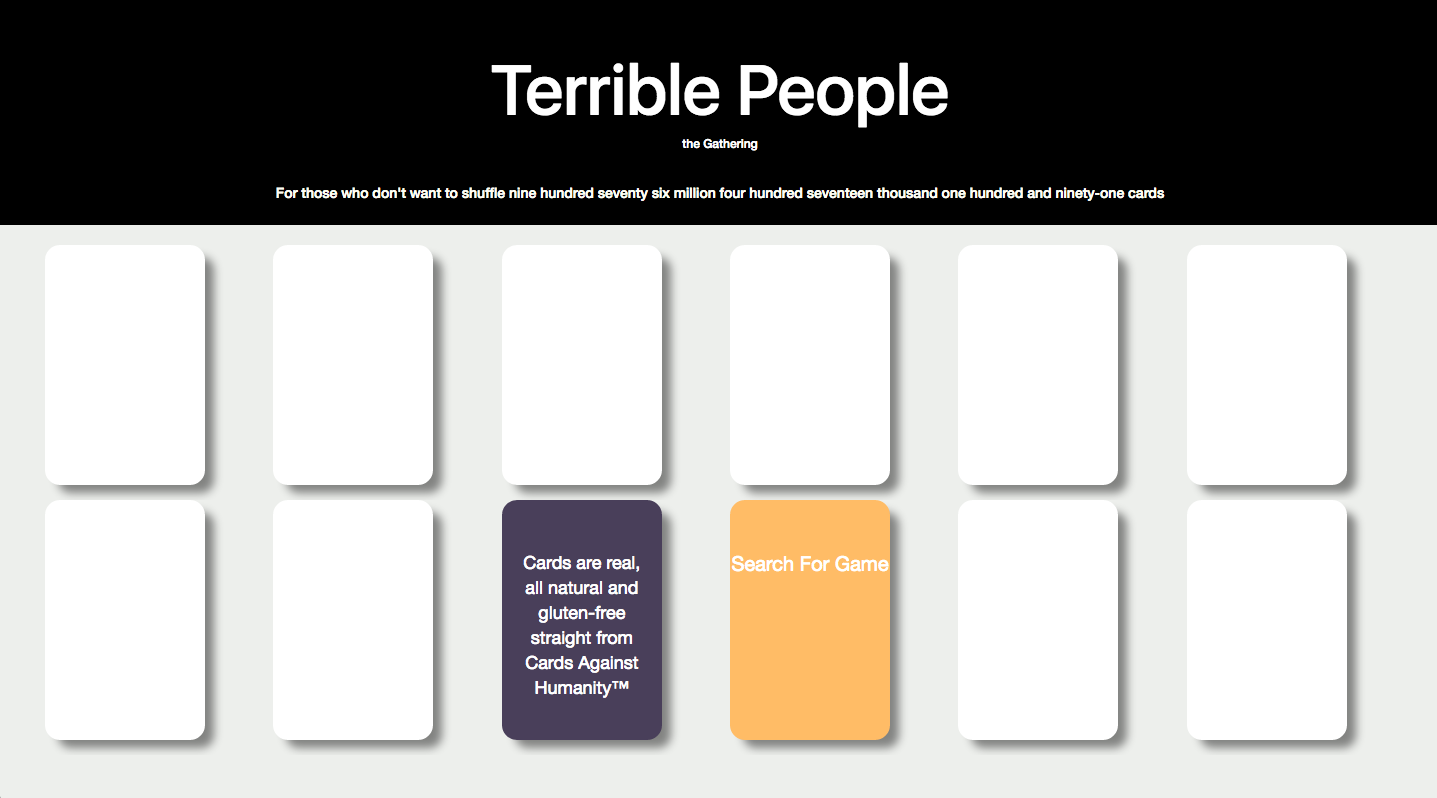 Terrible People
the Gathering
For those who don't want to shuffle nine hundred seventy six million four hundred seventeen thousand one hundred and ninety-one cards
Cards are real,
all natural and
gluten-free
straight from
Cards Against
Humanity™
Search For Game